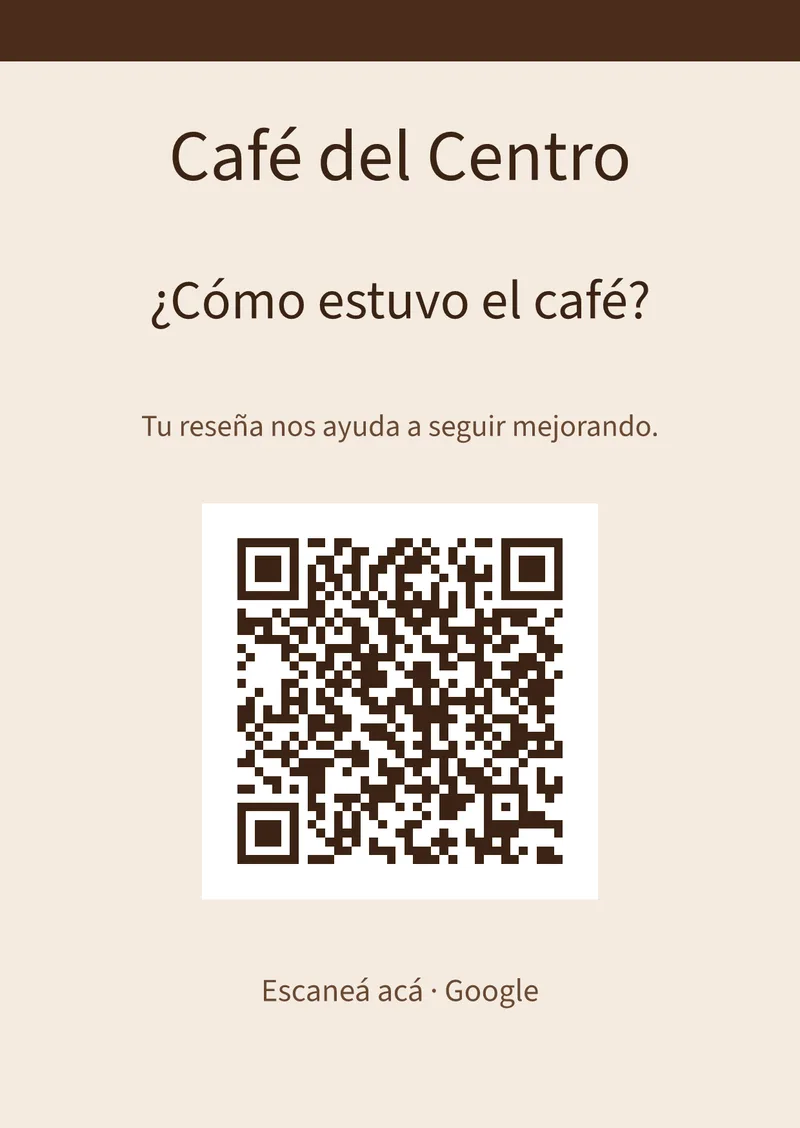 Café del Centro
¿Cómo estuvo el café?
Tu reseña nos ayuda a seguir mejorando.
Escaneá acá · Google